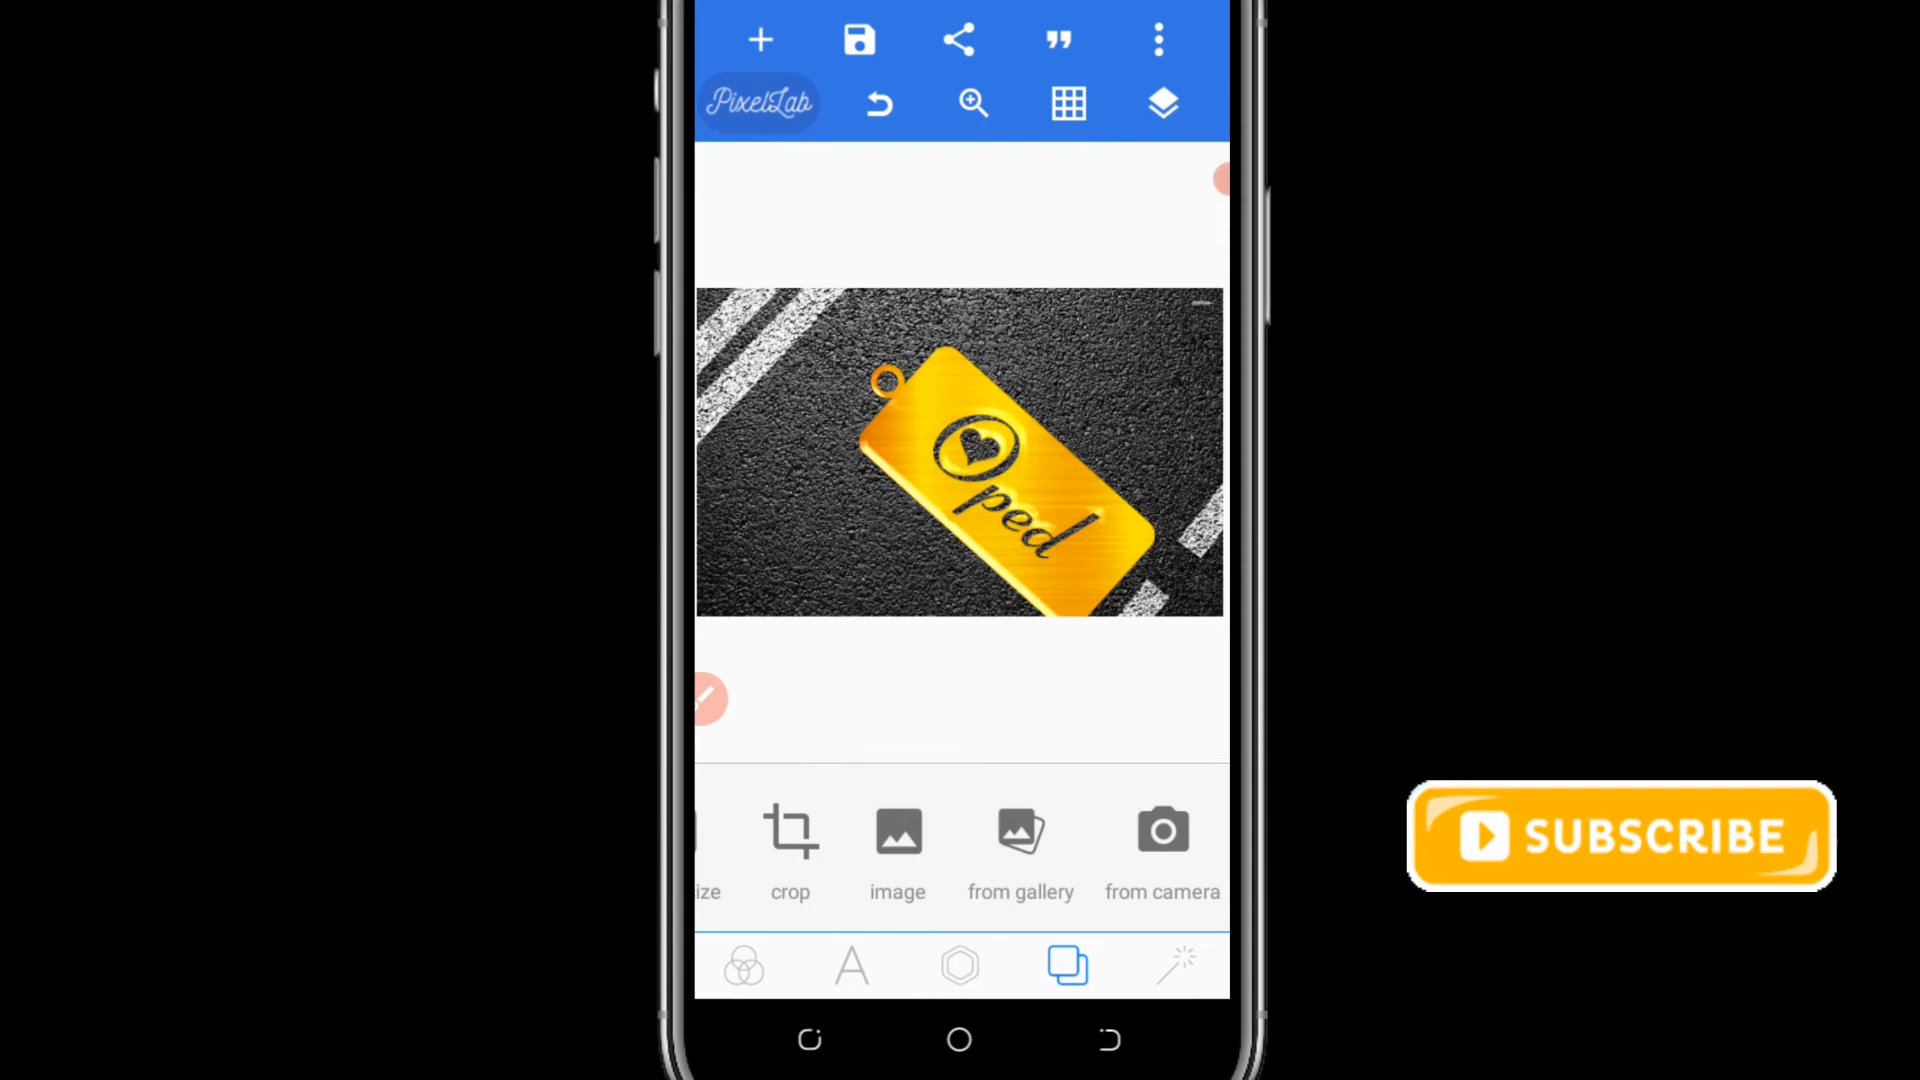 PixelLab
O
ped
ize
crop
image
from gallery
from camera
SUBSCRIBE